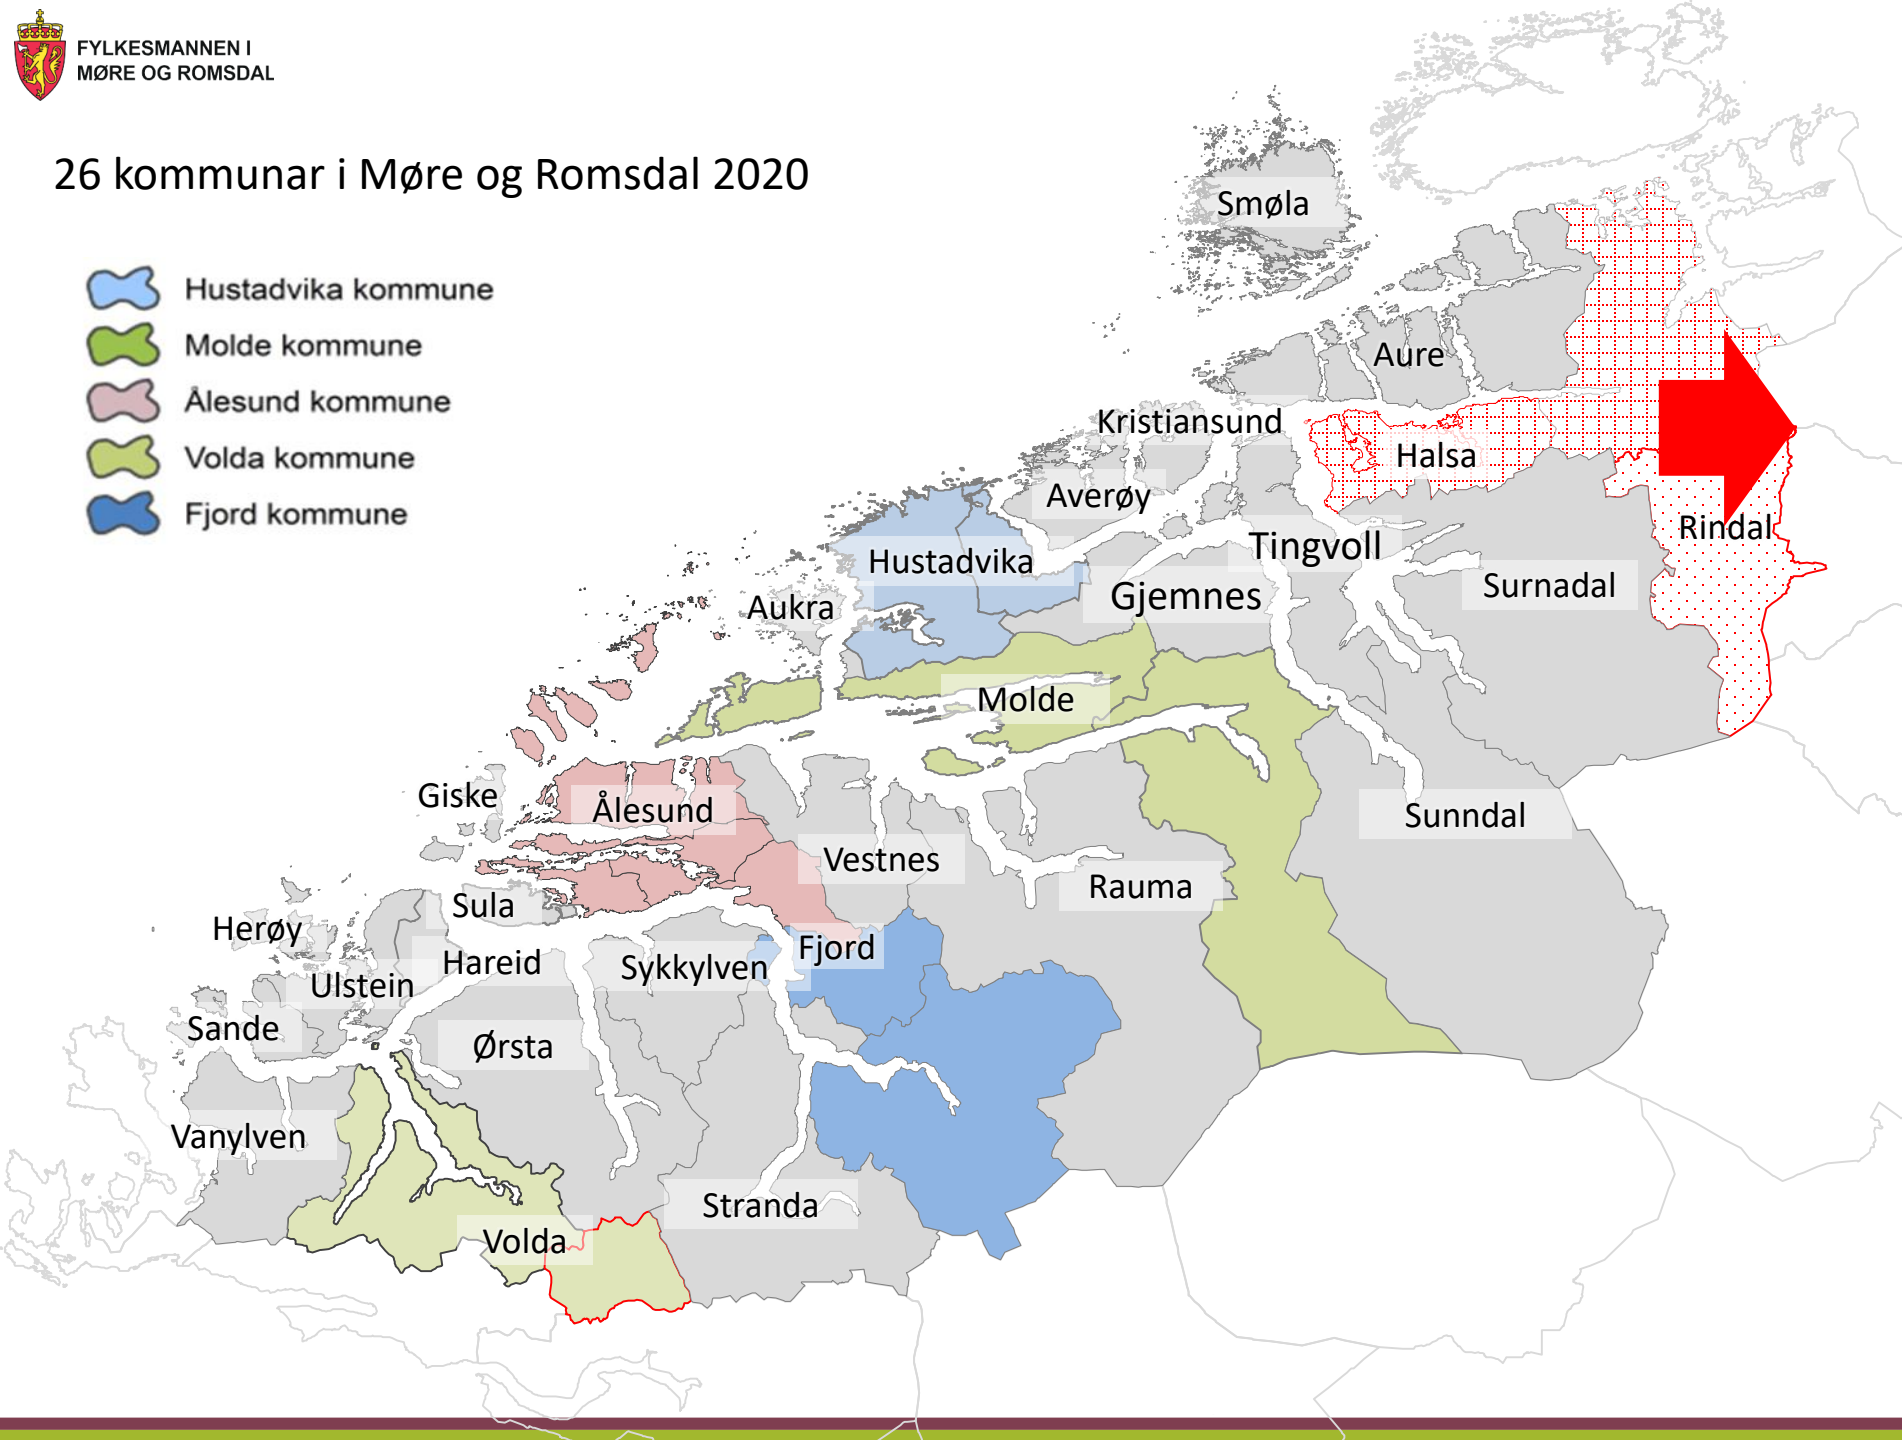 FYLKESMANNEN I
MØRE OG ROMSDAL
26 kommunar i Møre og Romsdal 2020
Hustadvika kommune
Molde kommune
Ålesund kommune
Volda kommune
Fjord kommune
Smøla
Aure
Kristiansund
Halsa
Averøy
Rindal
Tingvoll
Hustadvika
Surnadal
Gjemnes
Aukra
Molde
Giske
Ålesund
Sunndal
Vestnes
Rauma
Sula
Herøy
Fjord
Hareid
Sykkylven
Ulstein
Sande
Ørsta
Vanylven
Stranda
Volda